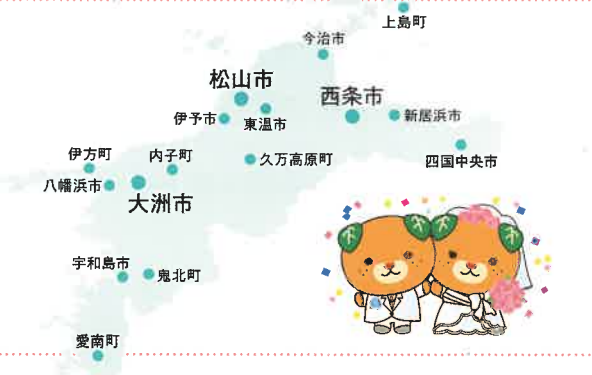 上島町
今治市
松山市
西条市
伊予市
東温市
新居浜市
伊方町
内子町
久万高原町
四国中央市
八幡浜市
大洲市
宇和島市
鬼北町
愛南町